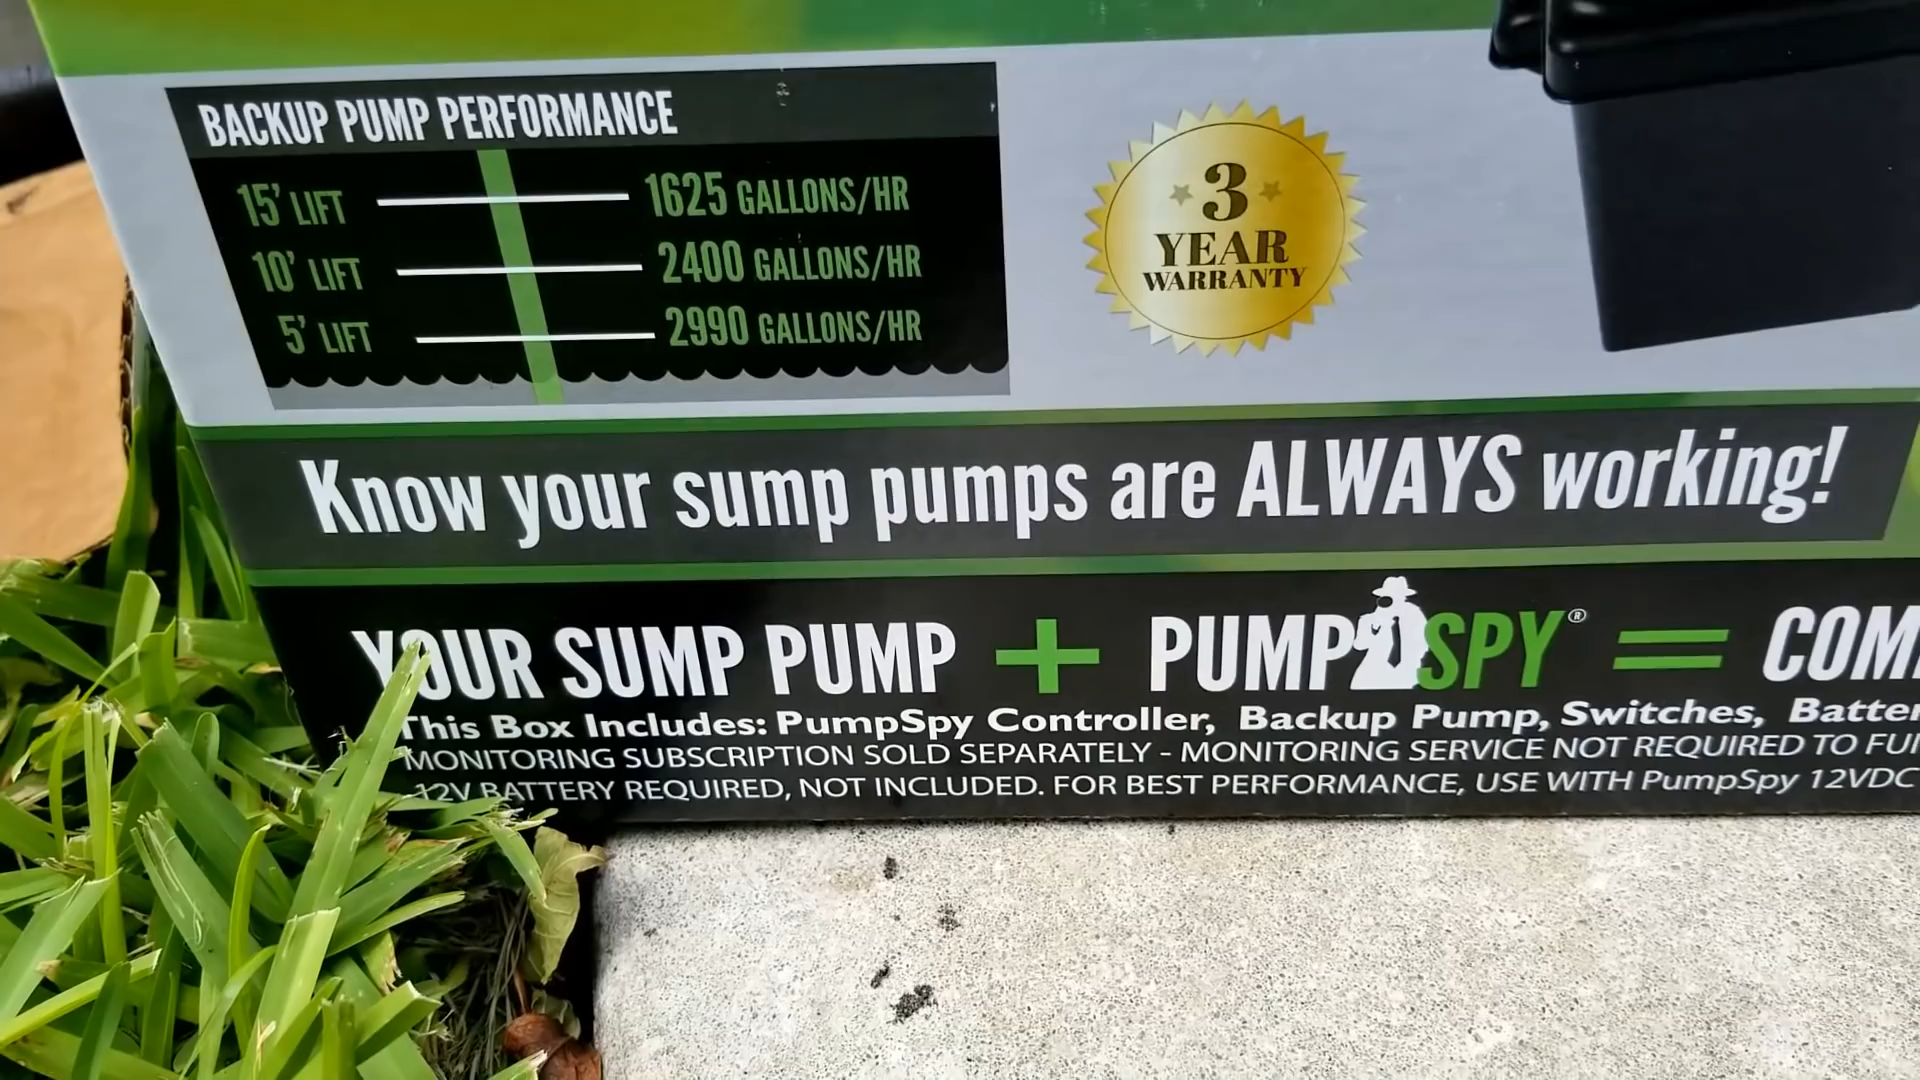 BACKUP PUMP PERFORMANCE
15' LIFT 1625 GALLONS/HR
10' LIFT 2400 GALLONS/HR
5' LIFT 2990 GALLONS/HR
3
YEAR
WARRANTY
Know your sump pumps are ALWAYS working!
YOUR SUMP PUMP + PUMPSPY® =
This Box Includes: PumpSpy Controller, Backup Pump, Switches,
MONITORING SUBSCRIPTION SOLD SEPARATELY - MONITORING SERVICE NOT REQUIRED TO
12V BATTERY REQUIRED, NOT INCLUDED. FOR BEST PERFORMANCE, USE WITH PumpSpy 12VDC